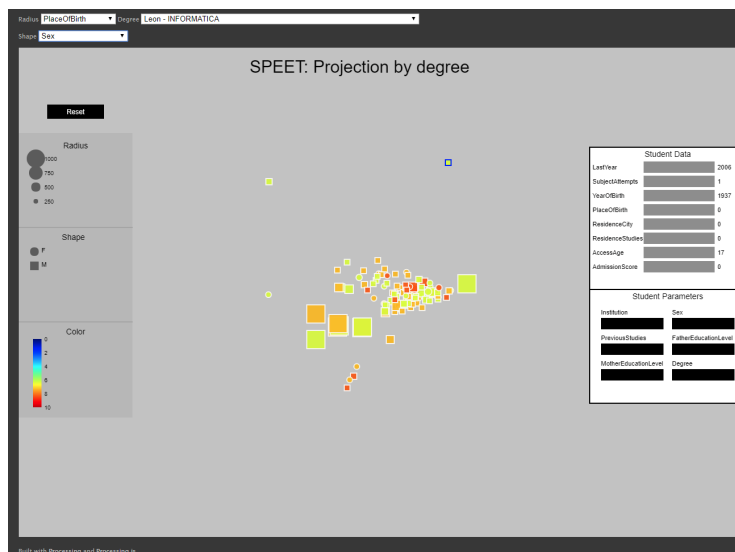 Radius PlaceOfBirth Degree Leon - INFORMATICA
Shape Sex
SPEET: Projection by degree
Reset
Radius
1000
750
500
250
Shape
F
M
Color
0
2
4
6
8
10
Student Data
LastYear 2006
SubjectAttempts 1
YearOfBirth 1937
PlaceOfBirth 0
ResidenceCity 0
ResidenceStudies 0
AccessAge 17
AdmissionScore 0
Student Parameters
Institution Sex
PreviousStudies FatherEducationLevel
MotherEducationLevel Degree
Built with Processing and Processing.js